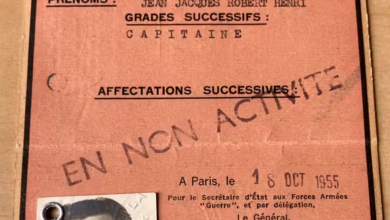 PRÉNOMS : JEAN JACQUES ROBERT HENRI
GRADES SUCCESSIFS :
CAPITAINE
AFFECTATIONS SUCCESSIVES :
EN NON ACTIVITE
A Paris, le 18 OCT 1955
Pour le Secrétaire d'État aux Forces Armées
"Guerre", et par délégation,
Le Général,